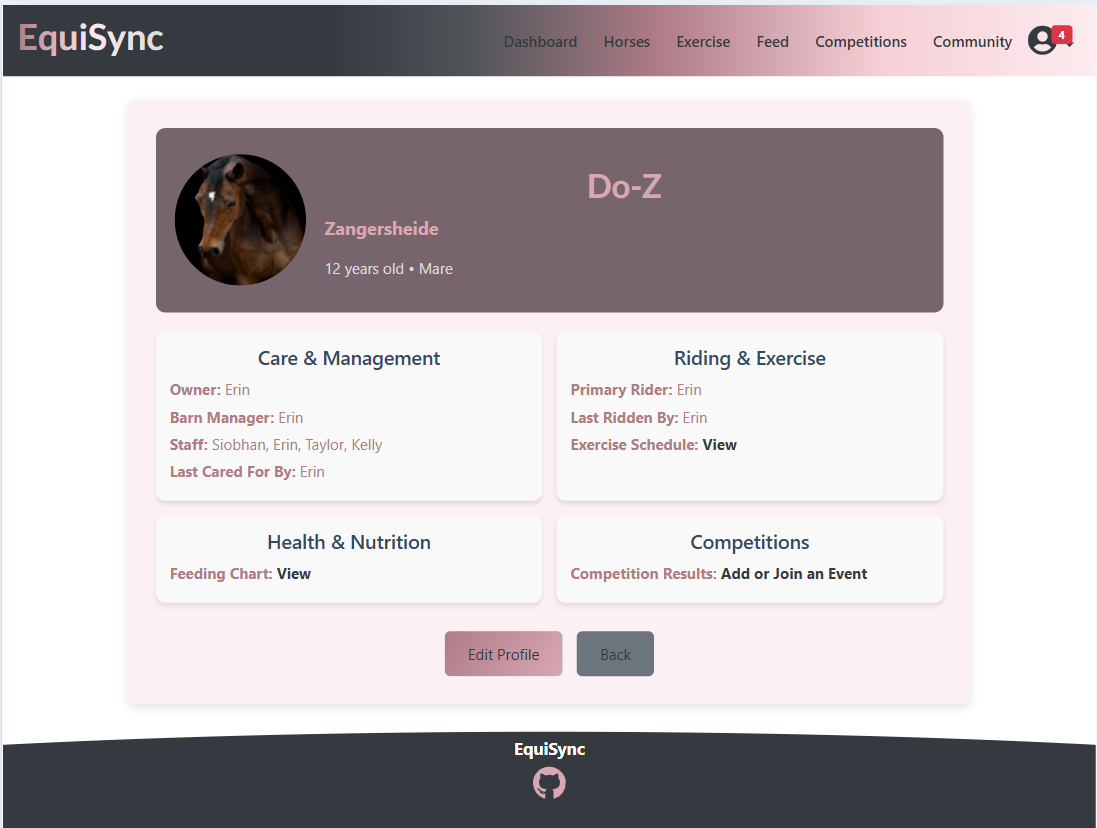 EquiSync
Dashboard Horses Exercise Feed Competitions Community 4
Do-Z
Zangersheide
12 years old • Mare
Care & Management
Owner: Erin
Barn Manager: Erin
Staff: Siobhan, Erin, Taylor, Kelly
Last Cared For By: Erin
Riding & Exercise
Primary Rider: Erin
Last Ridden By: Erin
Exercise Schedule: View
Health & Nutrition
Feeding Chart: View
Competitions
Competition Results: Add or Join an Event
Edit Profile Back
EquiSync